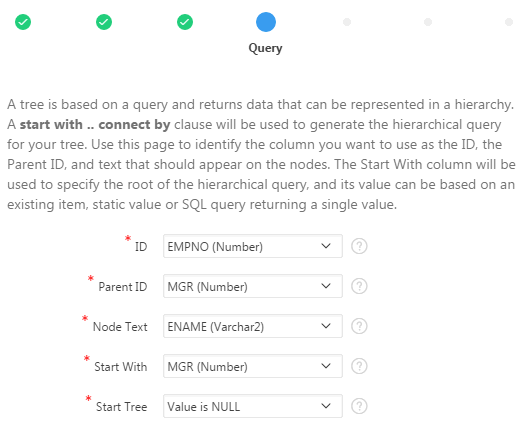 Query
A tree is based on a query and returns data that can be represented in a hierarchy.
A start with .. connect by clause will be used to generate the hierarchical query
for your tree. Use this page to identify the column you want to use as the ID, the
Parent ID, and text that should appear on the nodes. The Start With column will be
used to specify the root of the hierarchical query, and its value can be based on an
existing item, static value or SQL query returning a single value.
* ID EMPNO (Number) ?
* Parent ID MGR (Number) ?
* Node Text ENAME (Varchar2) ?
* Start With MGR (Number) ?
* Start Tree Value is NULL ?